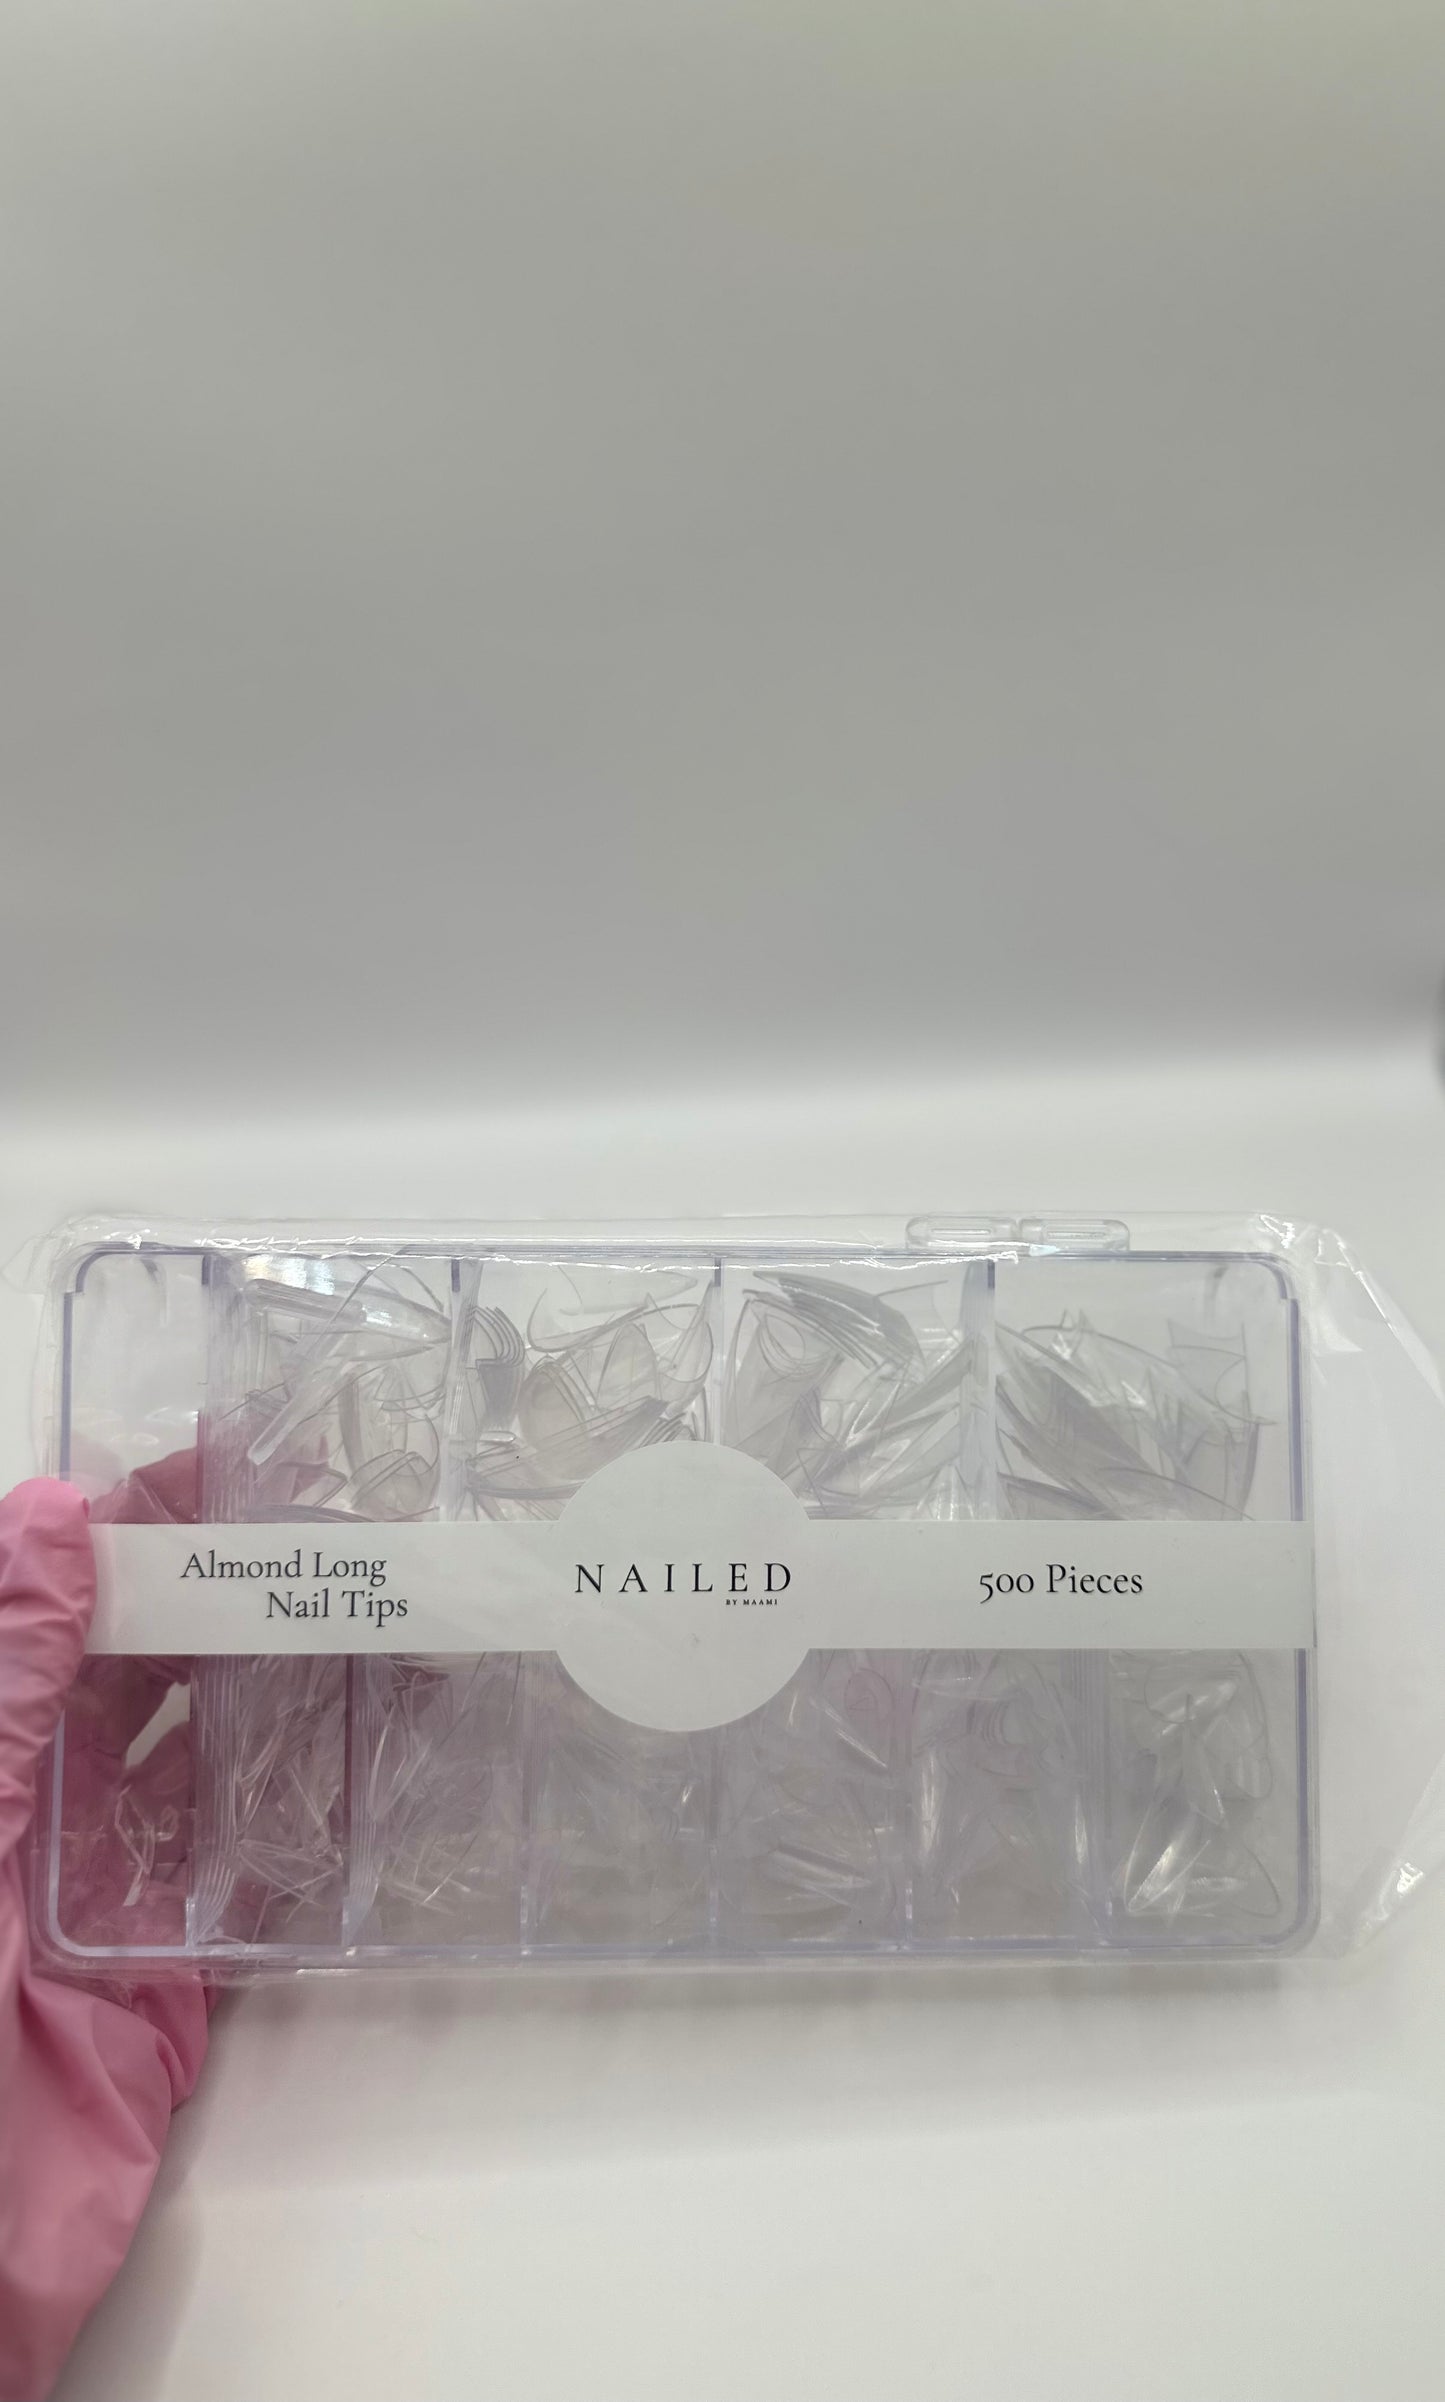 Almond Long
Nail Tips
NAILED
BY MAAMI
500 Pieces